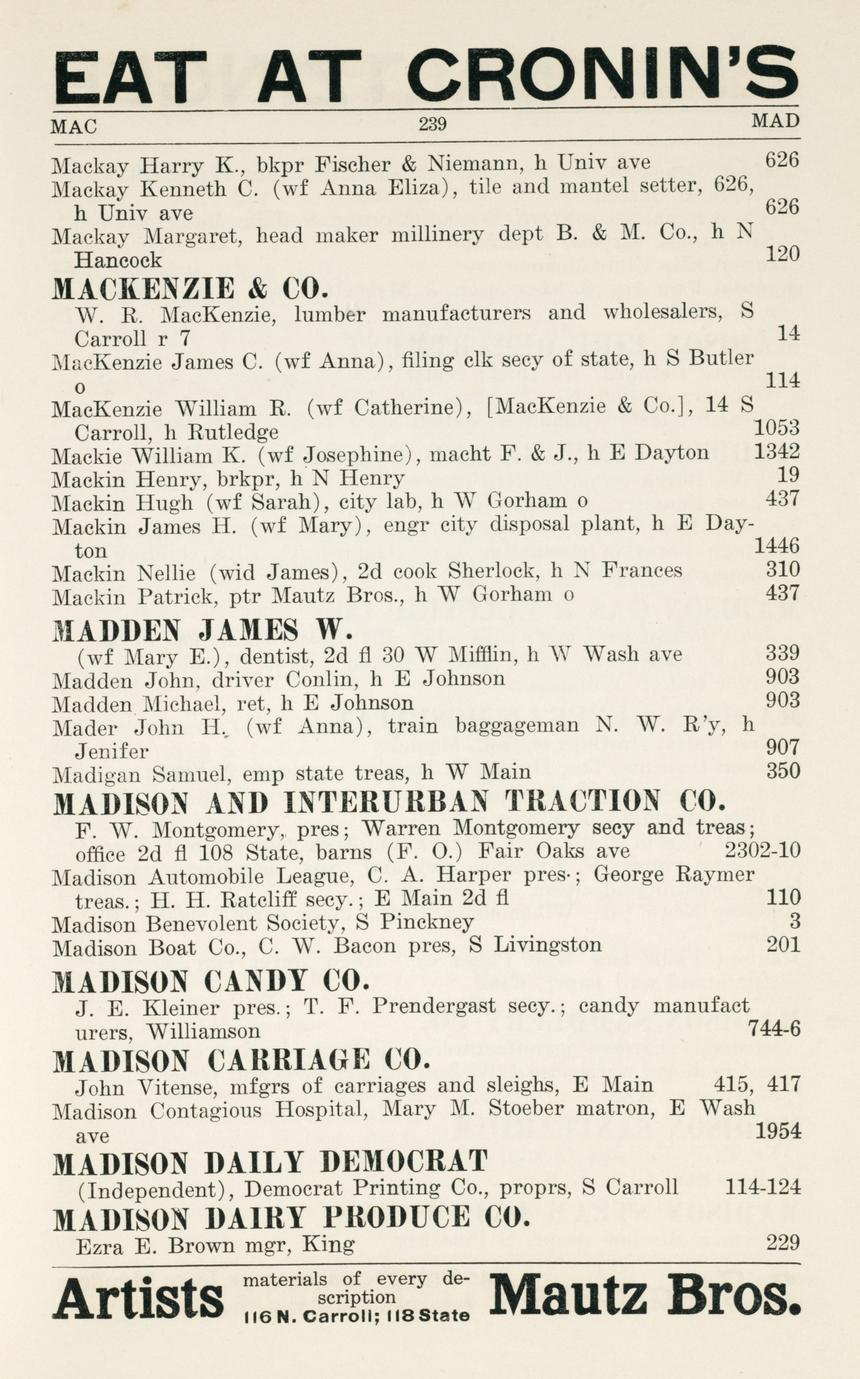 EAT AT CRONIN'S
MAC 239 MAD
Mackay Harry K., bkpr Fischer & Niemann, h Univ ave 626
Mackay Kenneth C. (wf Anna Eliza), tile and mantel setter, 626,
h Univ ave 626
Mackay Margaret, head maker millinery dept B. & M. Co., h N
Hancock 120
MACKENZIE & CO.
W. R. MacKenzie, lumber manufacturers and wholesalers, S
Carroll r 7 14
MacKenzie James C. (wf Anna), filing clk secy of state, h S Butler
o 114
MacKenzie William R. (wf Catherine), [MacKenzie & Co.], 14 S
Carroll, h Rutledge 1053
Mackie William K. (wf Josephine), macht F. & J., h E Dayton 1342
Mackin Henry, brkpr, h N Henry 19
Mackin Hugh (wf Sarah), city lab, h W Gorham o 437
Mackin James H. (wf Mary), engr city disposal plant, h E Day-
ton 1446
Mackin Nellie (wid James), 2d cook Sherlock, h N Frances 310
Mackin Patrick, ptr Mautz Bros., h W Gorham o 437
MADDEN JAMES W.
(wf Mary E.), dentist, 2d fl 30 W Mifflin, h W Wash ave 339
Madden John, driver Conlin, h E Johnson 903
Madden Michael, ret, h E Johnson 903
Mader John H. (wf Anna), train baggageman N. W. R'y, h
Jenifer 907
Madigan Samuel, emp state treas, h W Main 350
MADISON AND INTERURBAN TRACTION CO.
F. W. Montgomery, pres; Warren Montgomery secy and treas;
office 2d fl 108 State, barns (F. O.) Fair Oaks ave 2302-10
Madison Automobile League, C. A. Harper pres·; George Raymer
treas.; H. H. Ratcliff secy.; E Main 2d fl 110
Madison Benevolent Society, S Pinckney 3
Madison Boat Co., C. W. Bacon pres, S Livingston 201
MADISON CANDY CO.
J. E. Kleiner pres.; T. F. Prendergast secy.; candy manufact
urers, Williamson 744-6
MADISON CARRIAGE CO.
John Vitense, mfgrs of carriages and sleighs, E Main 415, 417
Madison Contagious Hospital, Mary M. Stoeber matron, E Wash
ave 1954
MADISON DAILY DEMOCRAT
(Independent), Democrat Printing Co., proprs, S Carroll 114-124
MADISON DAIRY PRODUCE CO.
Ezra E. Brown mgr, King 229
Artists materials of every de-
scription
116 N. Carroll; 118 State Mautz Bros.